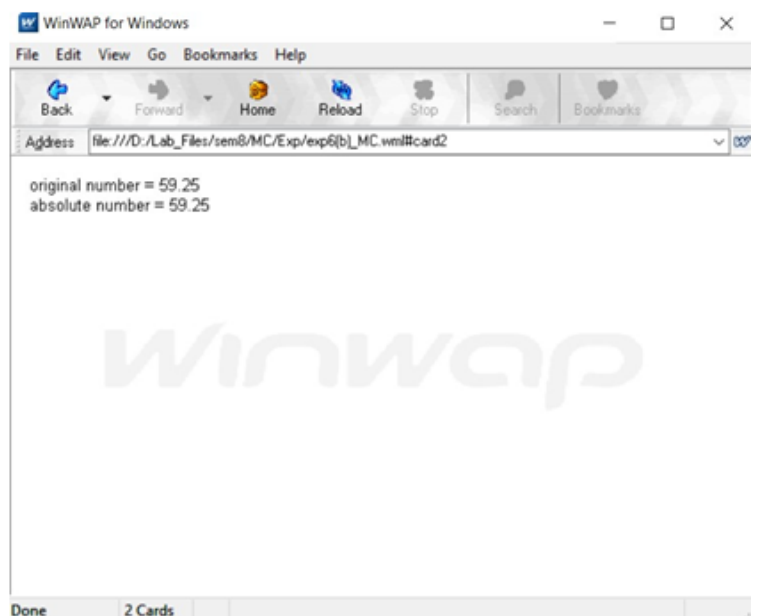 WinWAP for Windows
File Edit View Go Bookmarks Help
Back Forward Home Reload Stop Search Bookmarks
Address file:///D:/Lab_Files/sem8/MC/Exp/exp6(b)_MC.wml#card2
original number = 59.25
absolute number = 59.25
Winwap
Done 2 Cards